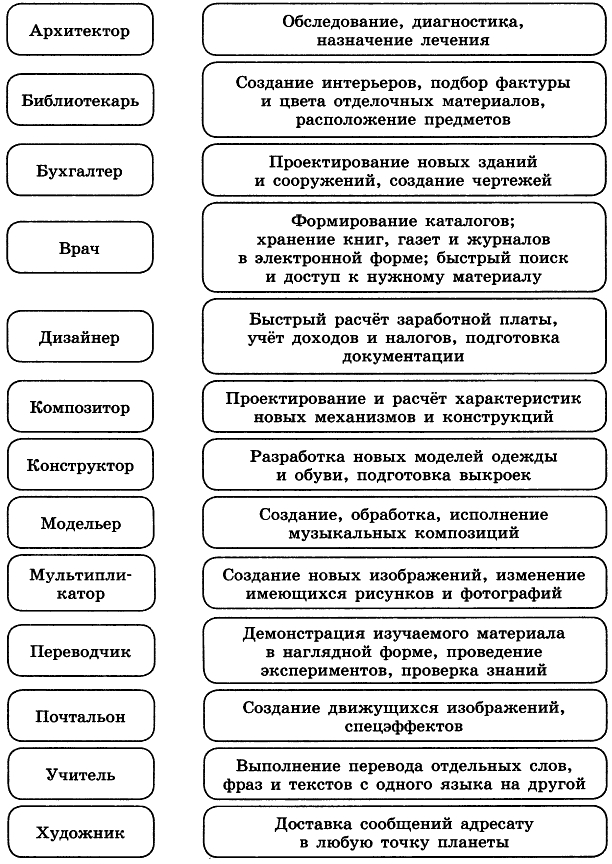 Архитектор
Обследование, диагностика,
назначение лечения
Библиотекарь
Создание интерьеров, подбор фактуры
и цвета отделочных материалов,
расположение предметов
Бухгалтер
Проектирование новых зданий
и сооружений, создание чертежей
Врач
Формирование каталогов;
хранение книг, газет и журналов
в электронной форме; быстрый поиск
и доступ к нужному материалу
Дизайнер
Быстрый расчёт заработной платы,
учёт доходов и налогов, подготовка
документации
Композитор
Проектирование и расчёт характеристик
новых механизмов и конструкций
Конструктор
Разработка новых моделей одежды
и обуви, подготовка выкроек
Модельер
Создание, обработка, исполнение
музыкальных композиций
Мультипли-
катор
Создание новых изображений, изменение
имеющихся рисунков и фотографий
Переводчик
Демонстрация изучаемого материала
в наглядной форме, проведение
экспериментов, проверка знаний
Почтальон
Создание движущихся изображений,
спецэффектов
Учитель
Выполнение перевода отдельных слов,
фраз и текстов с одного языка на другой
Художник
Доставка сообщений адресату
в любую точку планеты